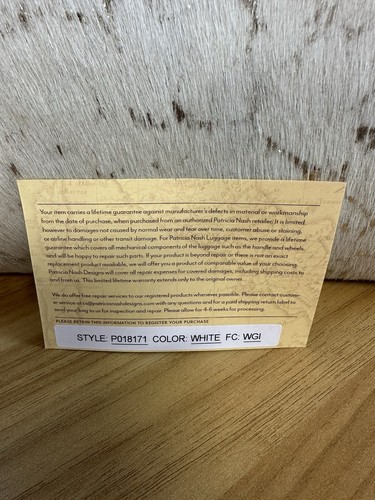 Your item carries a lifetime guarantee against manufacturer's defects in material or workmanship
from the date of purchase, when purchased from an authorized Patricia Nash retailer. It is limited
however to damages not caused by normal wear and tear over time, customer abuse or staining,
or airline handling or other transit damage. For Patricia Nash Luggage items, we provide a lifetime
guarantee which covers all mechanical components of the luggage such as the handle and wheels,
and will be happy to repair such parts. If your product is beyond repair or there is not an exact
replacement product available, we will offer you a product of comparable value of your choosing.
Patricia Nash Designs will cover all repair expenses for covered damages, including shipping costs to
and from us. This limited lifetime warranty extends only to the original owner.
We do offer free repair services to our registered products whenever possible. Please contact custom-
er service at cs@patricianashdesigns.com with any questions and for a paid shipping return label to
send your bag to us for inspection and repair. Please allow for 4-6 weeks for processing.
PLEASE RETAIN THIS INFORMATION TO REGISTER YOUR PURCHASE
STYLE: P018171 COLOR: WHITE FC: WGI